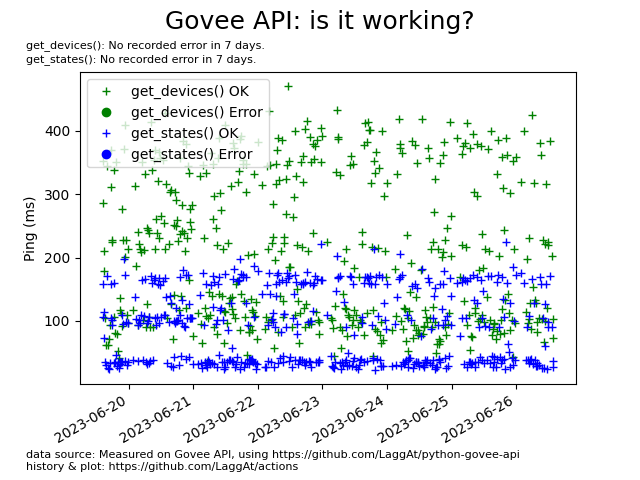 Govee API: is it working?
get_devices(): No recorded error in 7 days.
get_states(): No recorded error in 7 days.
get_devices() OK
get_devices() Error
get_states() OK
get_states() Error
Ping (ms)
400
300
200
100
2023-06-20
2023-06-21
2023-06-22
2023-06-23
2023-06-24
2023-06-25
2023-06-26
data source: Measured on Govee API, using https://github.com/LaggAt/python-govee-api
history & plot: https://github.com/LaggAt/actions